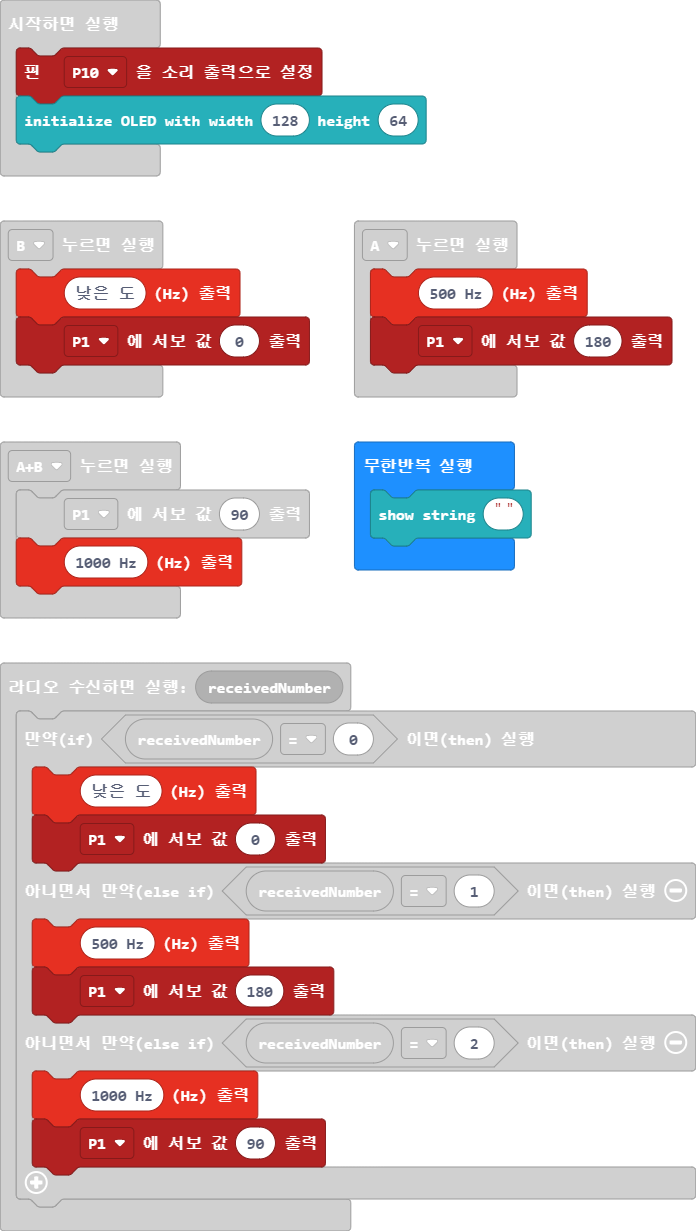 시작하면 실행
핀 P10 을 소리 출력으로 설정
initialize OLED with width 128 height 64
B 누르면 실행
낮은 도 (Hz) 출력
P1 에 서보 값 0 출력
A 누르면 실행
500 Hz (Hz) 출력
P1 에 서보 값 180 출력
A+B 누르면 실행
P1 에 서보 값 90 출력
1000 Hz (Hz) 출력
무한반복 실행
show string " "
라디오 수신하면 실행: receivedNumber
만약(if) receivedNumber = 0 이면(then) 실행
낮은 도 (Hz) 출력
P1 에 서보 값 0 출력
아니면서 만약(else if) receivedNumber = 1 이면(then) 실행
500 Hz (Hz) 출력
P1 에 서보 값 180 출력
아니면서 만약(else if) receivedNumber = 2 이면(then) 실행
1000 Hz (Hz) 출력
P1 에 서보 값 90 출력